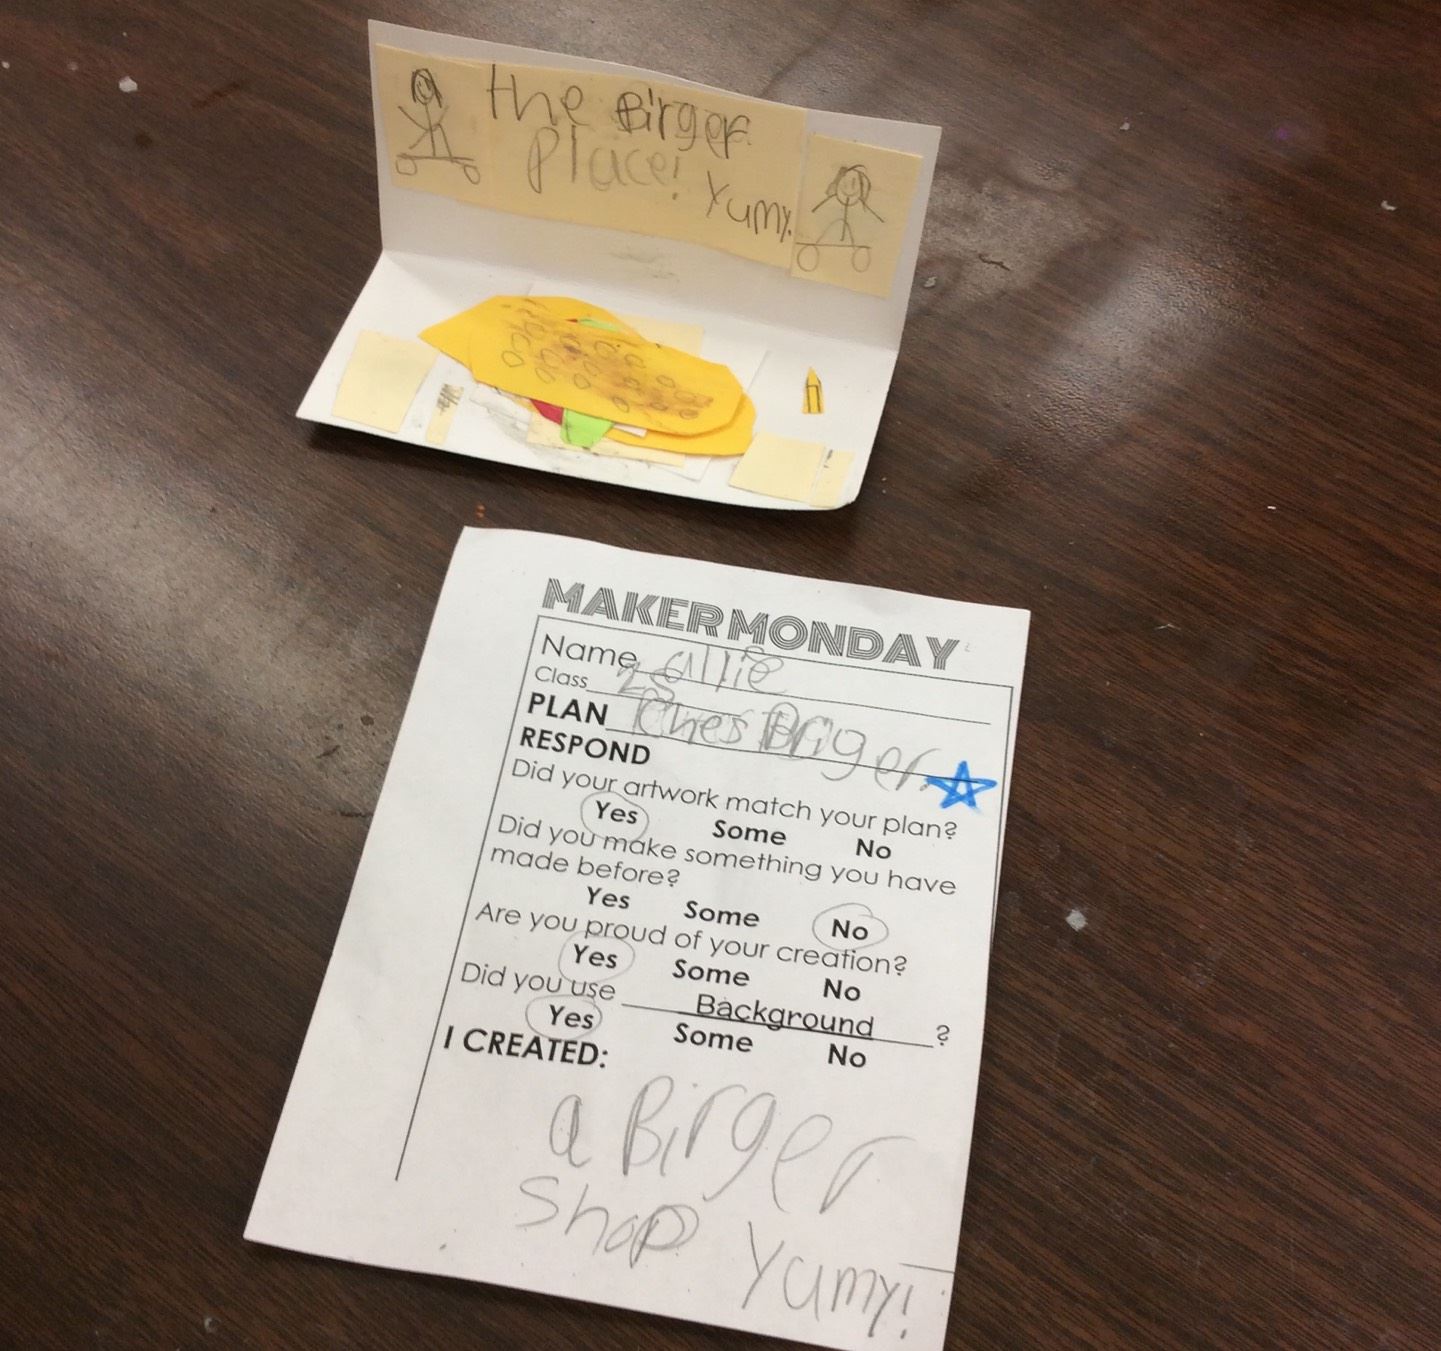 the Birger
Place! Yumy.
MAKER MONDAY
Name allie
Class 2S
PLAN Ches Briger.
RESPOND
Did your artwork match your plan?
Yes Some No
Did you make something you have
made before?
Yes Some No
Are you proud of your creation?
Yes Some No
Did you use Background ?
Yes Some No
I CREATED:
a Birger
Shop Yumy!